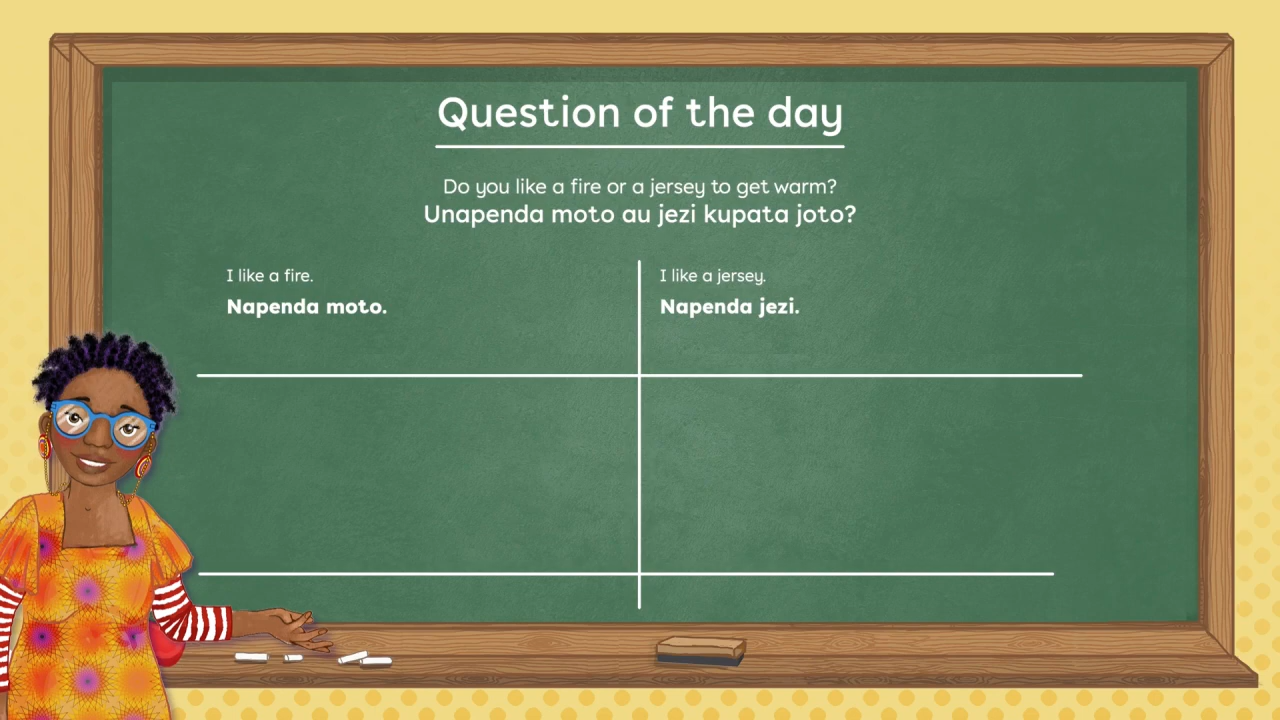 Question of the day
Do you like a fire or a jersey to get warm?
Unapenda moto au jezi kupata joto?
I like a fire.
Napenda moto.
I like a jersey.
Napenda jezi.